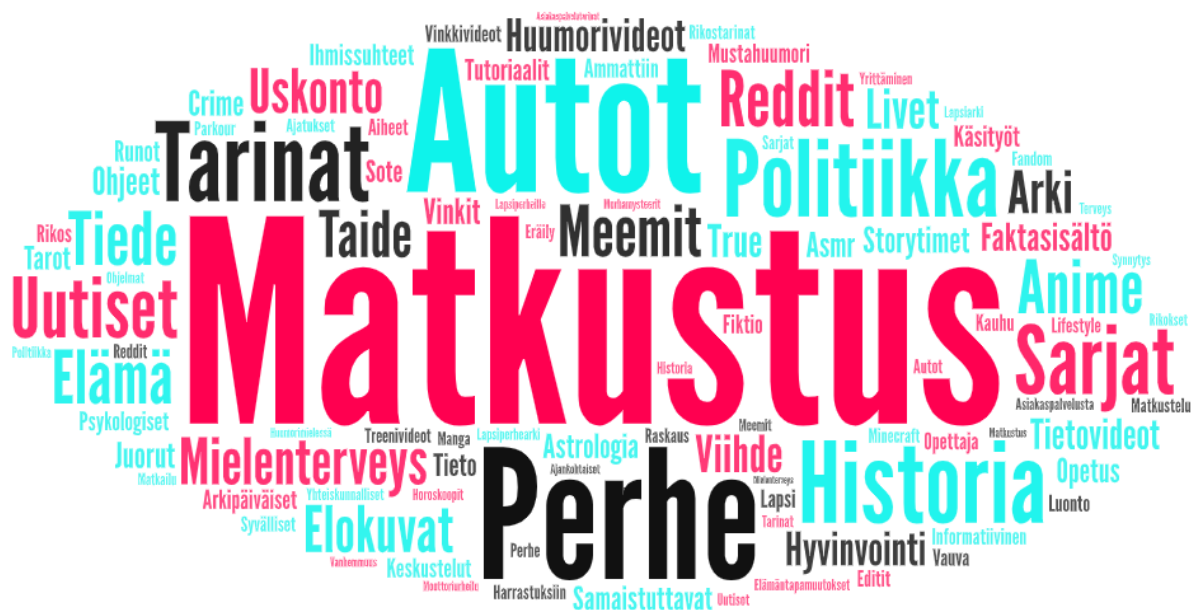 Asiakaspalvelutarinat
Vinkkivideot
Huumorivideot
Rikostarinat
Ihmissuhteet
Tutoriaalit
Ammattiin
Mustahuumori
Autot
Uskonto
Reddit
Yrittäminen
Crime
Livet
Lapsiarki
Parkour
Ajatukset
Aiheet
Käsityöt
Tarinat
Sarjat
Runot
Sote
Politiikka
Fandom
Ohjeet
Arki
Vinkit
Lapsiperheilla
Murhamysteerit
Terveys
Tiede
Taide
Eräily
Meemit
True
Asmr
Storytimet
Faktasisältö
Rikos
Tarot
Ohjelmat
Synnytys
Uutiset
Matkustus
Anime
Fiktio
Kauhu
Lifestyle
Rikokset
Politiikka
Reddit
Sarjat
Elämä
Historia
Autot
Asiakaspalvelusta
Matkustelu
Psykologiset
Huumorimielessä
Treenivideot
Manga
Lapsiperhearki
Astrologia
Raskaus
Meemit
Viihde
Minecraft
Opettaja
Matkustus
Tietovideot
Juorut
Matkailu
Mielenterveys
Tieto
Ajankohtaiset
Perhe
Mielenterveys
Historia
Opetus
Arkipäiväiset
Yhteiskunnalliset
Horoskoopit
Lapsi
Luonto
Syvälliset
Elokuvat
Tarinat
Informatiivinen
Perhe
Hyvinvointi
Vauva
Vanhemmuus
Keskustelut
Moottoriurheilu
Harrastuksiin
Samaistuttavat
Uutiset
Elämäntapamuutokset
Editit